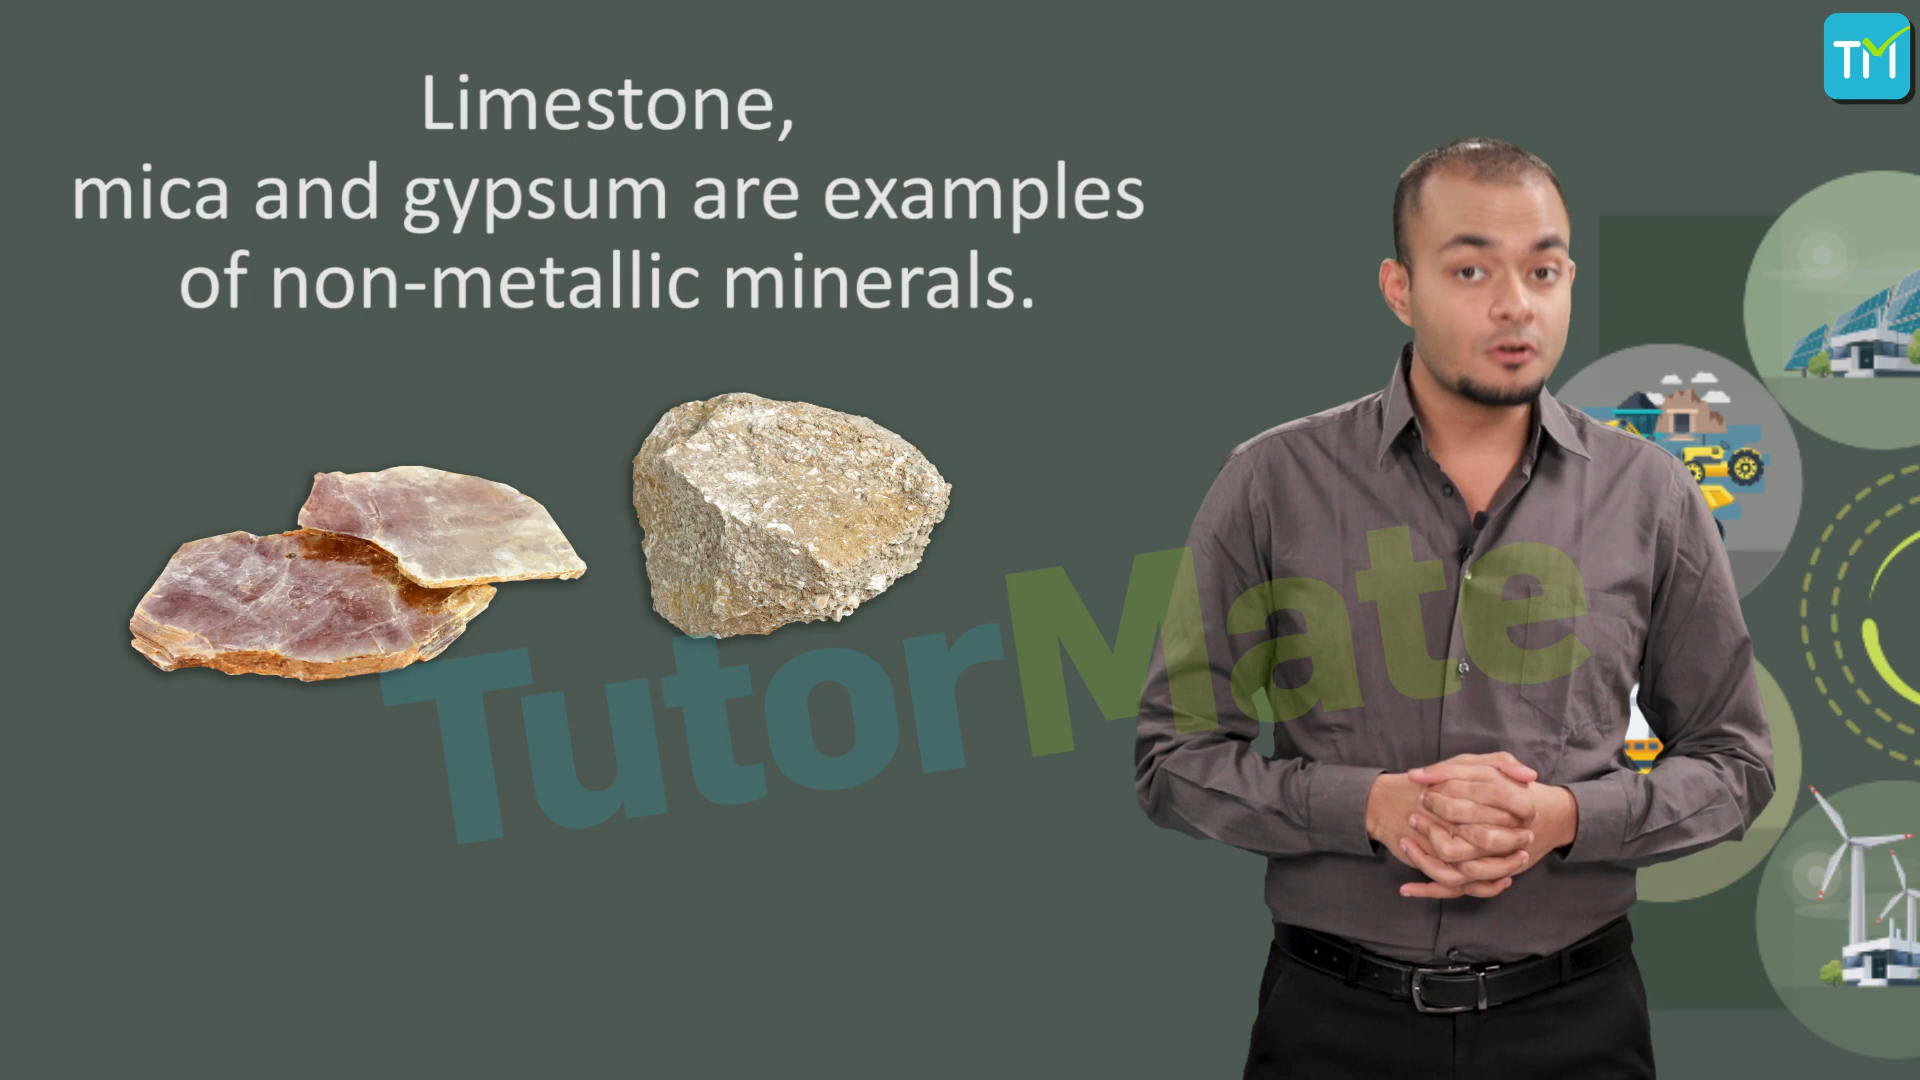 TM
Limestone,
mica and gypsum are examples
of non-metallic minerals.
TutorMate